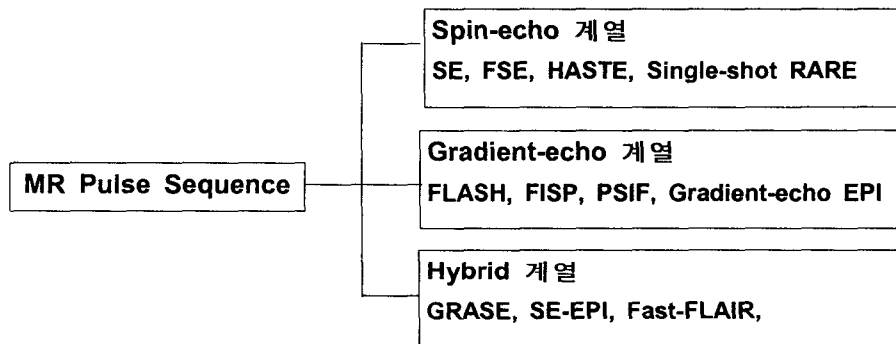 Spin-echo 계열
SE, FSE, HASTE, Single-shot RARE
Gradient-echo 계열
MR Pulse Sequence
FLASH, FISP, PSIF, Gradient-echo EPI
Hybrid 계열
GRASE, SE-EPI, Fast-FLAIR,